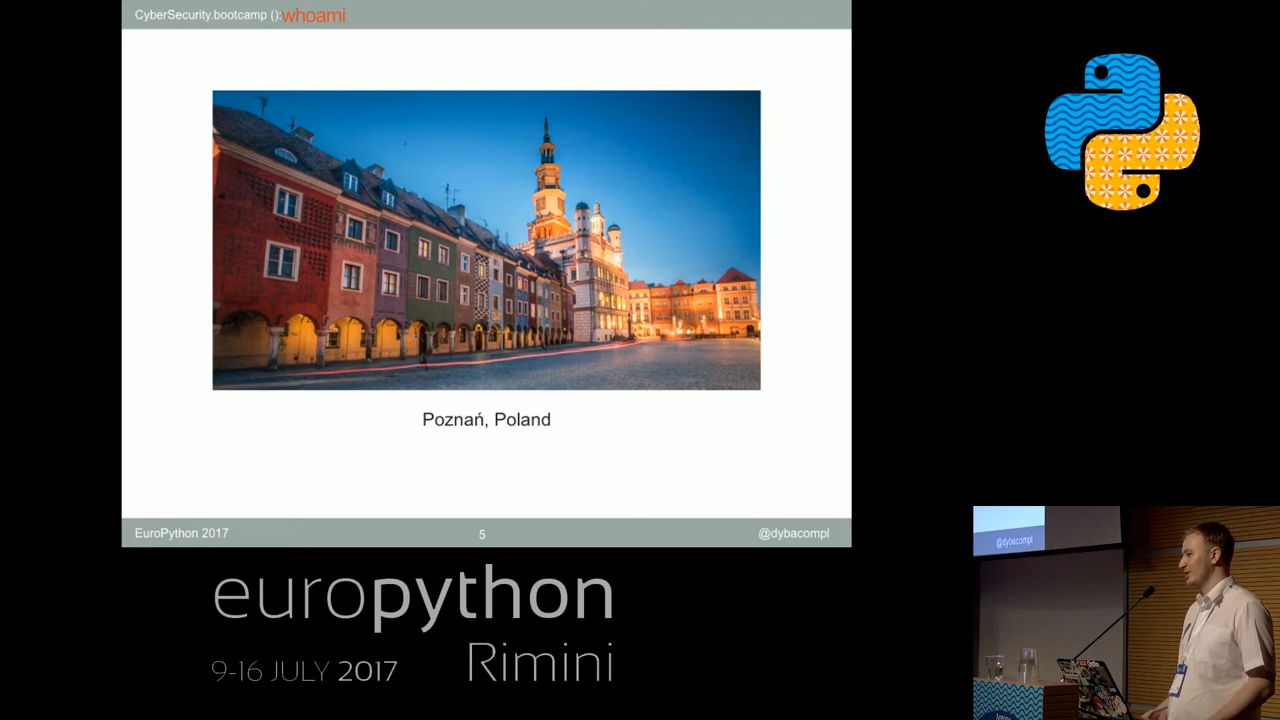 CyberSecurity.bootcamp ():whoami
Poznań, Poland
EuroPython 2017
5
@dybacompl
europython
Rimini
9-16 JULY 2017
@dybacompl